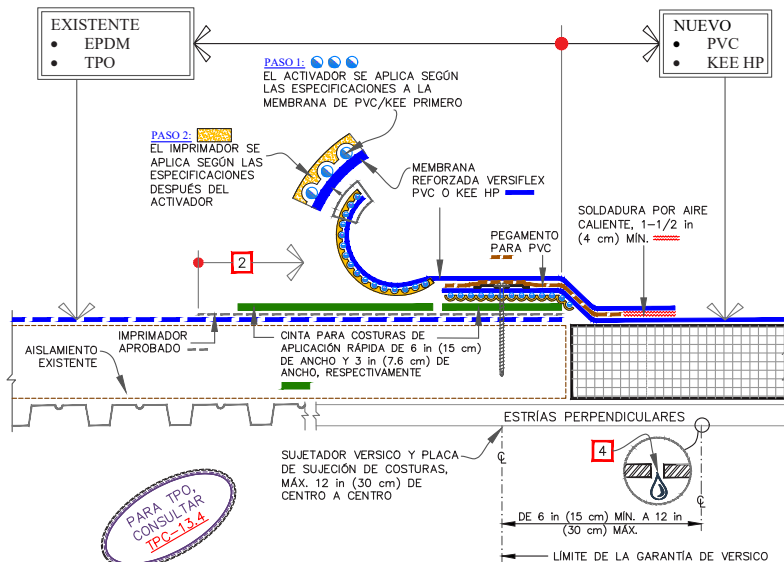 EXISTENTE
• EPDM
• TPO
NUEVO
• PVC
• KEE HP
PASO 1:
EL ACTIVADOR SE APLICA SEGÚN
LAS ESPECIFICACIONES A LA
MEMBRANA DE PVC/KEE PRIMERO
PASO 2:
EL IMPRIMADOR SE
APLICA SEGÚN LAS
ESPECIFICACIONES
DESPUÉS DEL
ACTIVADOR
MEMBRANA
REFORZADA VERSIFLEX
PVC O KEE HP
PEGAMENTO
PARA PVC
SOLDADURA POR AIRE
CALIENTE, 1-1/2 in
(4 cm) MÍN.
2
IMPRIMADOR
APROBADO
AISLAMIENTO
EXISTENTE
CINTA PARA COSTURAS DE
APLICACIÓN RÁPIDA DE 6 in (15 cm)
DE ANCHO Y 3 in (7.6 cm) DE
ANCHO, RESPECTIVAMENTE
ESTRÍAS PERPENDICULARES
SUJETADOR VERSICO Y PLACA
DE SUJECIÓN DE COSTURAS,
MÁX. 12 in (30 cm) DE
CENTRO A CENTRO
4
℄
℄
DE 6 in (15 cm) MÍN. A 12 in
(30 cm) MÁX.
LÍMITE DE LA GARANTÍA DE VERSICO
PARA TPO,
CONSULTAR
TPC-13.4